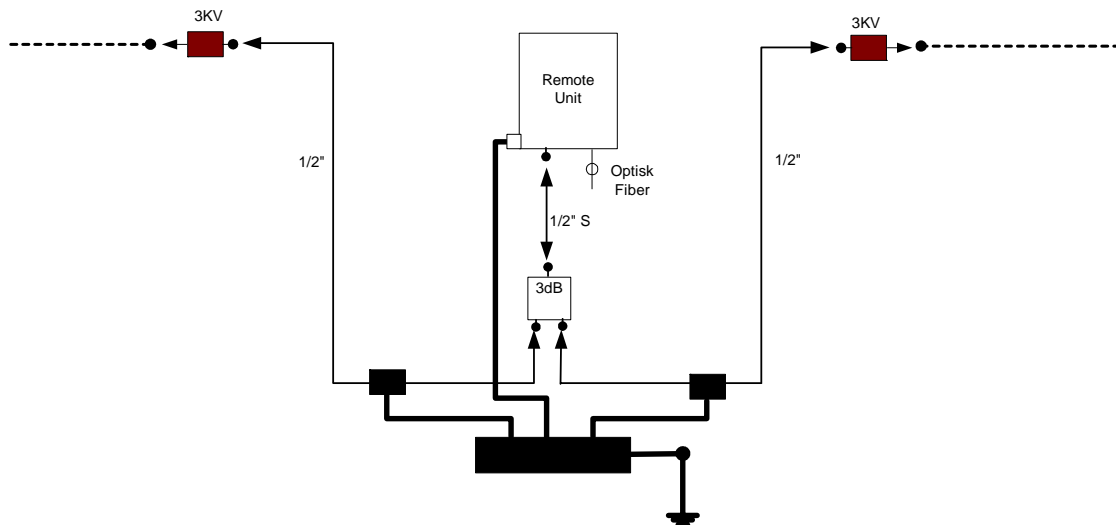 3KV
3KV
Remote
Unit
1/2"
1/2"
Optisk
Fiber
1/2" S
3dB